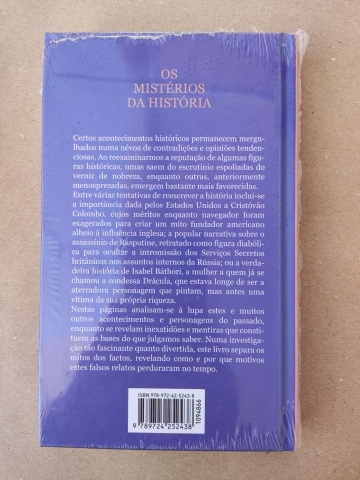 OS
MISTÉRIOS
DA HISTÓRIA
Certos acontecimentos históricos permanecem mergu-
lhados numa névoa de contradições e opiniões tenden-
ciosas. Ao reexaminarmos a reputação de algumas figu-
ras históricas, umas saem do escrutínio espoliadas do
verniz de nobreza, enquanto outras, anteriormente
menosprezadas, emergem bastante mais favorecidas.
Entre várias tentativas de reescrever a história inclui-se
a importância dada pelos Estados Unidos a Cristóvão
Colombo, cujos méritos enquanto navegador foram
exagerados para criar um mito fundador americano
alheio à influência inglesa; a popular narrativa sobre o
assassínio de Rasputine, retratado como figura diabóli-
ca para ocultar a intromissão dos Serviços Secretos
britânicos nos assuntos internos da Rússia; ou a verda-
deira história de Isabel Báthori, a mulher a quem já se
chamou a condessa Drácula, que estava longe de ser a
aterradora personagem que pintam, mas antes uma
vítima da sua própria riqueza.
Nestas páginas analisam-se à lupa estes e muitos
outros acontecimentos e personagens do passado,
enquanto se revelam inexatidões e mentiras que consti-
tuem as bases do que julgamos saber. Numa investiga-
ção tão fascinante quanto divertida, este livro separa os
mitos dos factos, revelando como e por que motivos
estes falsos relatos perduraram no tempo.
ISBN 978-972-42-5243-8
9 789724 252438
1094866